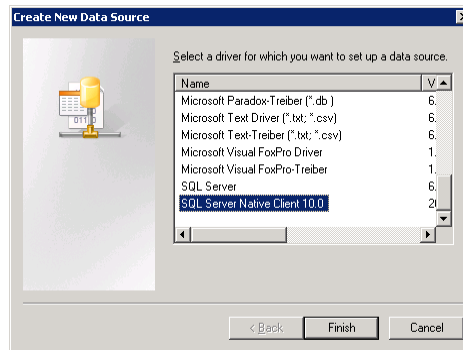 Create New Data Source
Select a driver for which you want to set up a data source.
Name V
Microsoft Paradox-Treiber (*.db ) 6.
Microsoft Text Driver (*.txt; *.csv) 6.
Microsoft Text-Treiber (*.txt; *.csv) 6.
Microsoft Visual FoxPro Driver 1.
Microsoft Visual FoxPro-Treiber 1.
SQL Server 6.
SQL Server Native Client 10.0 20
< Back Finish Cancel